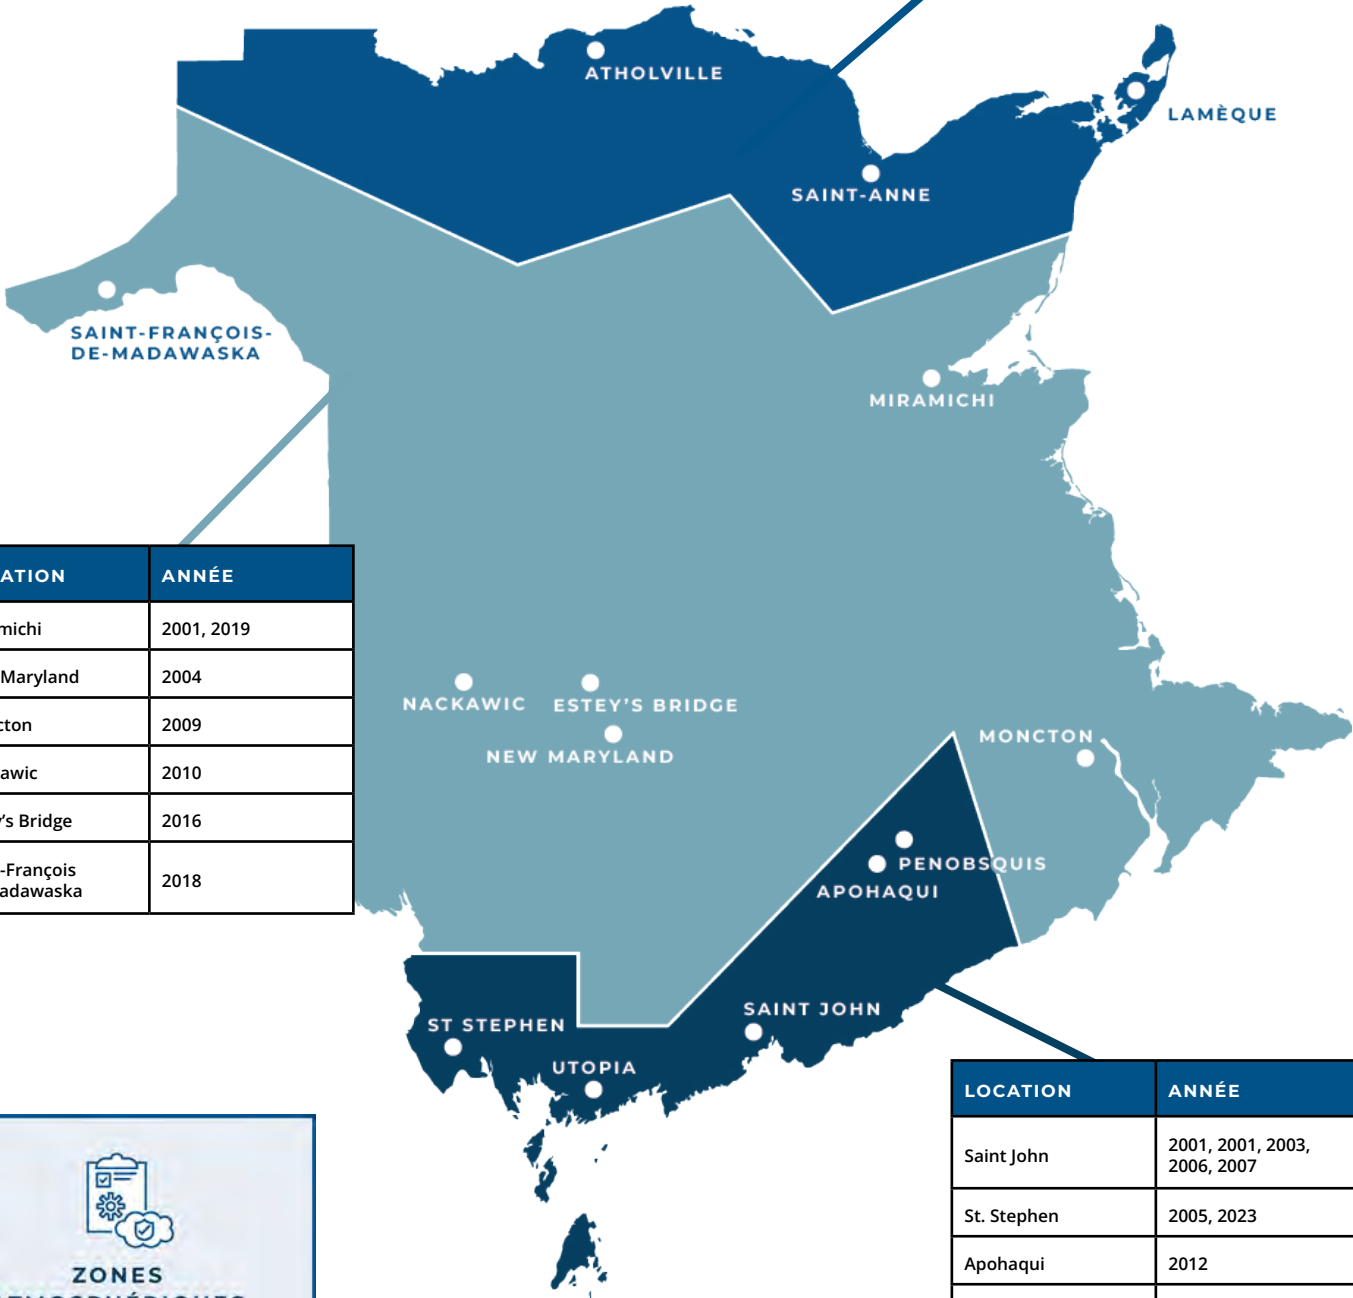 ATHOLVILLE
LAMÈQUE
SAINT-ANNE
SAINT-FRANÇOIS-
DE-MADAWASKA
MIRAMICHI
ATION ANNÉE
michi 2001, 2019
Maryland 2004
cton 2009
awic 2010
's Bridge 2016
-François
adawaska 2018
NACKAWIC ESTEY'S BRIDGE
NEW MARYLAND
MONCTON
PENOBSQUIS
APOHAQUI
ST STEPHEN
SAINT JOHN
UTOPIA
LOCATION ANNÉE
Saint John 2001, 2001, 2003,
2006, 2007
St. Stephen 2005, 2023
Apohaqui 2012
ZONES